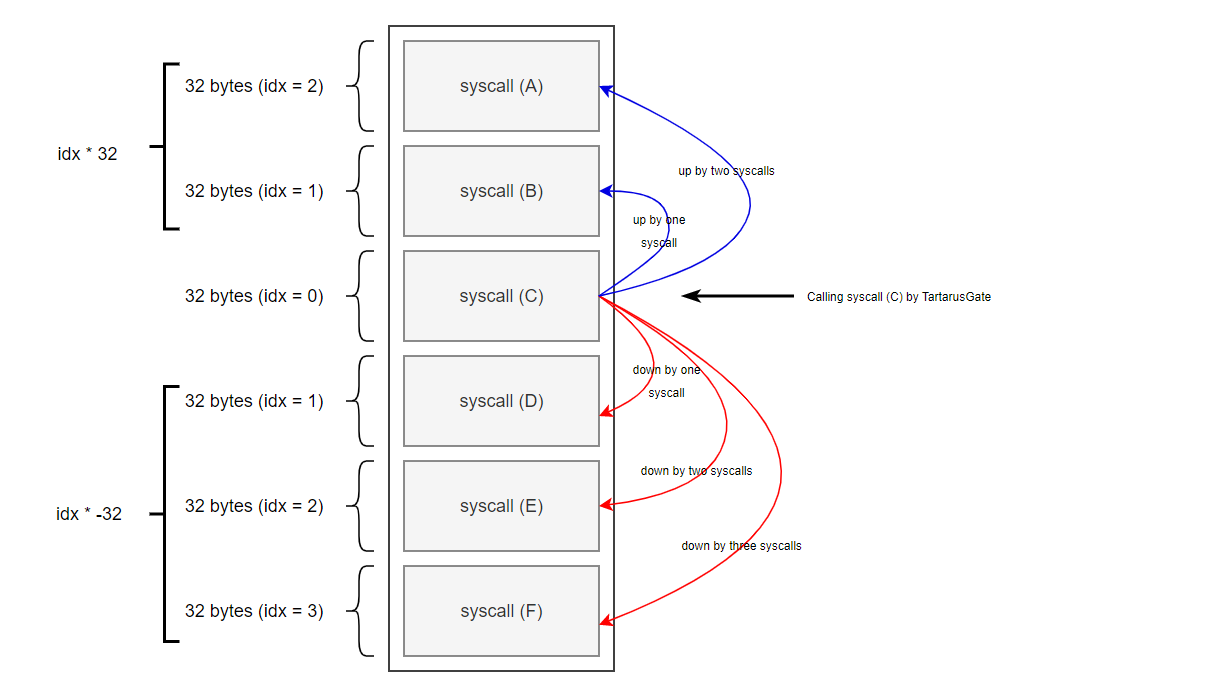 32 bytes (idx = 2)
syscall (A)
idx * 32
up by two syscalls
32 bytes (idx = 1)
syscall (B)
up by one
syscall
32 bytes (idx = 0)
syscall (C)
Calling syscall (C) by TartarusGate
down by one
syscall
32 bytes (idx = 1)
syscall (D)
down by two syscalls
32 bytes (idx = 2)
syscall (E)
idx * -32
down by three syscalls
32 bytes (idx = 3)
syscall (F)